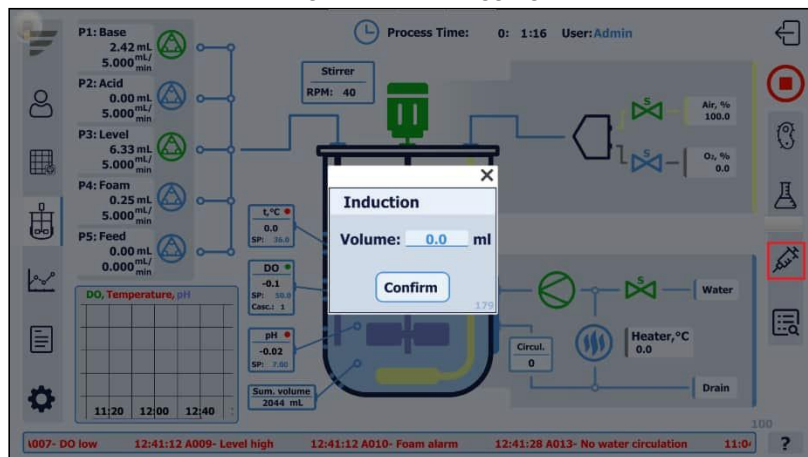 Process Time: 0: 1:16 User: Admin
P1: Base
2.42 mL
5.000 mL/min
P2: Acid
0.00 mL
5.000 mL/min
P3: Level
6.33 mL
5.000 mL/min
P4: Foam
0.25 mL
5.000 mL/min
P5: Feed
0.00 mL
0.000 mL/min
Stirrer
RPM: 40
S
Air, %
100.0
S
O₂, %
0.0
t,°C
0.0
SP: 36.0
DO
-0.1
SP: 50.0
Casc.: 1
pH
-0.02
SP: 7.00
Sum. volume
2044 mL
Induction
Volume: 0.0 ml
Confirm
179
S
Water
Heater,°C
0.0
Circul.
0
Drain
DO, Temperature, pH
11:20 12:00 12:40
100
A007- DO low 12:41:12 A009- Level high 12:41:12 A010- Foam alarm 12:41:28 A013- No water circulation 11:0
?